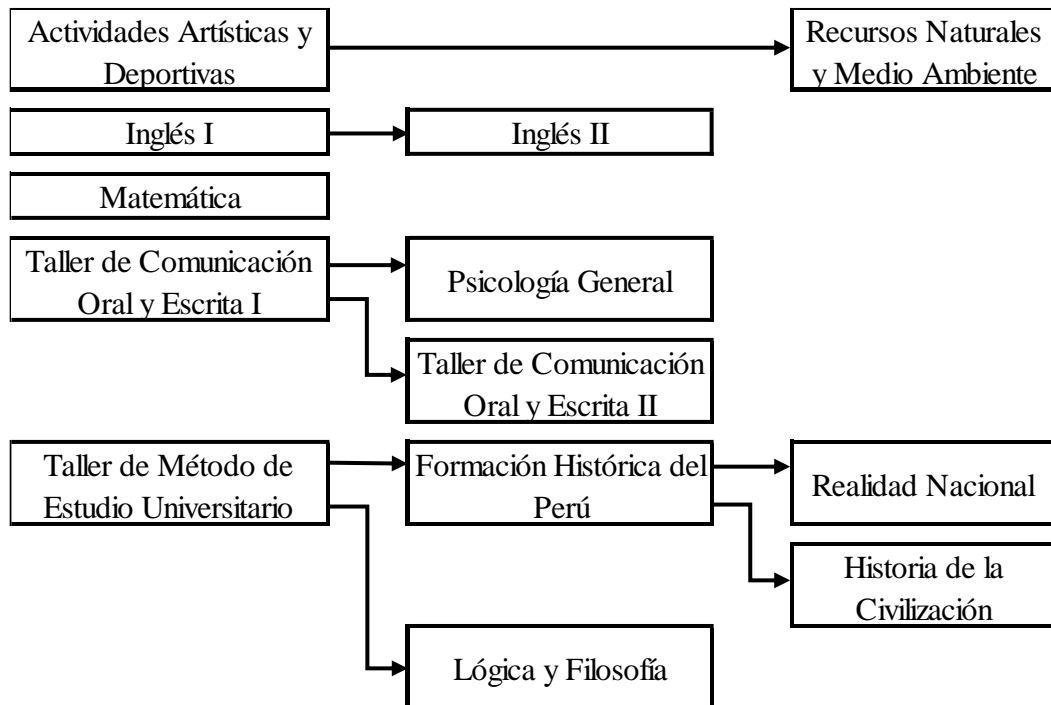 Actividades Artísticas y
Deportivas
Recursos Naturales
y Medio Ambiente
Inglés I
Inglés II
Matemática
Taller de Comunicación
Oral y Escrita I
Psicología General
Taller de Comunicación
Oral y Escrita II
Taller de Método de
Estudio Universitario
Formación Histórica del
Perú
Realidad Nacional
Historia de la
Civilización
Lógica y Filosofía